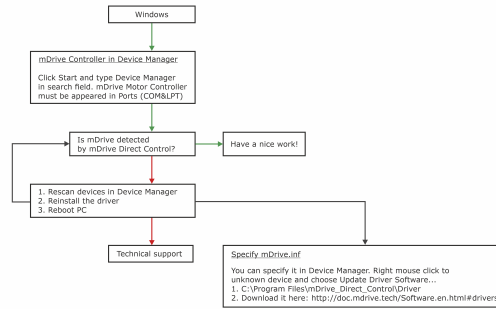 Windows
mDrive Controller in Device Manager
Click Start and type Device Manager
in search field. mDrive Motor Controller
must be appeared in Ports (COM&LPT)
Is mDrive detected
by mDrive Direct Control?
Have a nice work!
1. Rescan devices in Device Manager
2. Reinstall the driver
3. Reboot PC
Technical support
Specify mDrive.inf
You can specify it in Device Manager. Right mouse click to
unknown device and choose Update Driver Software...
1. C:\Program Files\mDrive_Direct_Control\Driver
2. Download it here: http://doc.mdrive.tech/Software.en.html#drivers